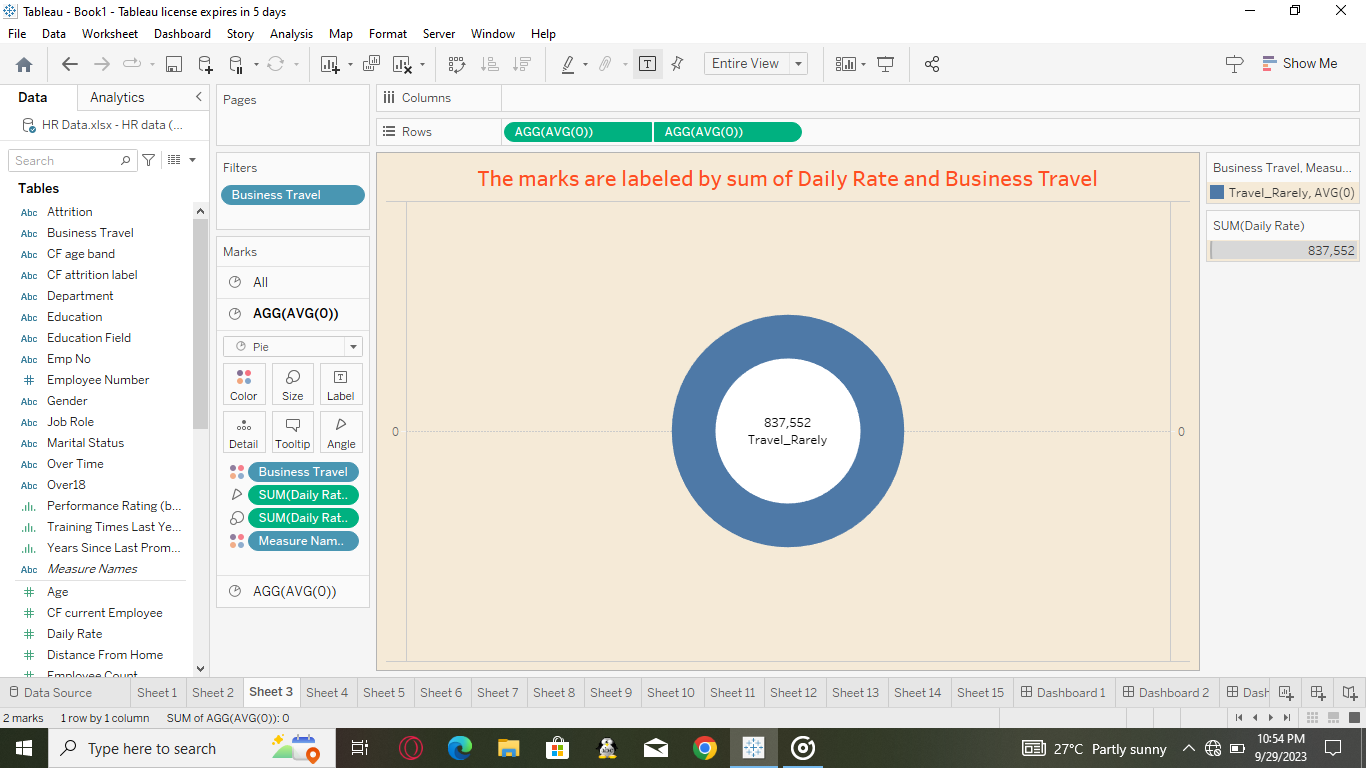 Tableau - Book1 - Tableau license expires in 5 days
File Data Worksheet Dashboard Story Analysis Map Format Server Window Help
Entire View
Show Me
Data Analytics
HR Data.xlsx - HR data (...
Search
Tables
Abc Attrition
Abc Business Travel
Abc CF age band
Abc CF attrition label
Abc Department
Abc Education
Abc Education Field
Abc Emp No
Employee Number
Abc Gender
Abc Job Role
Abc Marital Status
Abc Over Time
Abc Over18
Performance Rating (b...
Training Times Last Ye...
Years Since Last Prom...
Abc Measure Names
Age
CF current Employee
Daily Rate
Distance From Home
Employee Count
Pages
Filters
Business Travel
Marks
All
AGG(AVG(0))
Pie
Color Size Label
Detail Tooltip Angle
Business Travel
SUM(Daily Rat..
SUM(Daily Rat..
Measure Nam..
AGG(AVG(0))
Columns
Rows AGG(AVG(0)) AGG(AVG(0))
The marks are labeled by sum of Daily Rate and Business Travel
0
837,552
Travel_Rarely
0
Business Travel, Measu...
Travel_Rarely, AVG(0)
SUM(Daily Rate)
837,552
Data Source Sheet 1 Sheet 2 Sheet 3 Sheet 4 Sheet 5 Sheet 6 Sheet 7 Sheet 8 Sheet 9 Sheet 10 Sheet 11 Sheet 12 Sheet 13 Sheet 14 Sheet 15 Dashboard 1 Dashboard 2 Dash
2 marks 1 row by 1 column SUM of AGG(AVG(0)): 0
Type here to search
27°C Partly sunny
10:54 PM
9/29/2023